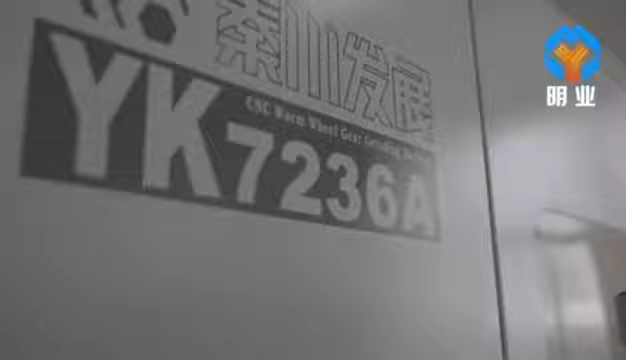 秦川发展
CNC Worm Wheel Gear Grinding
YK7236A
明业